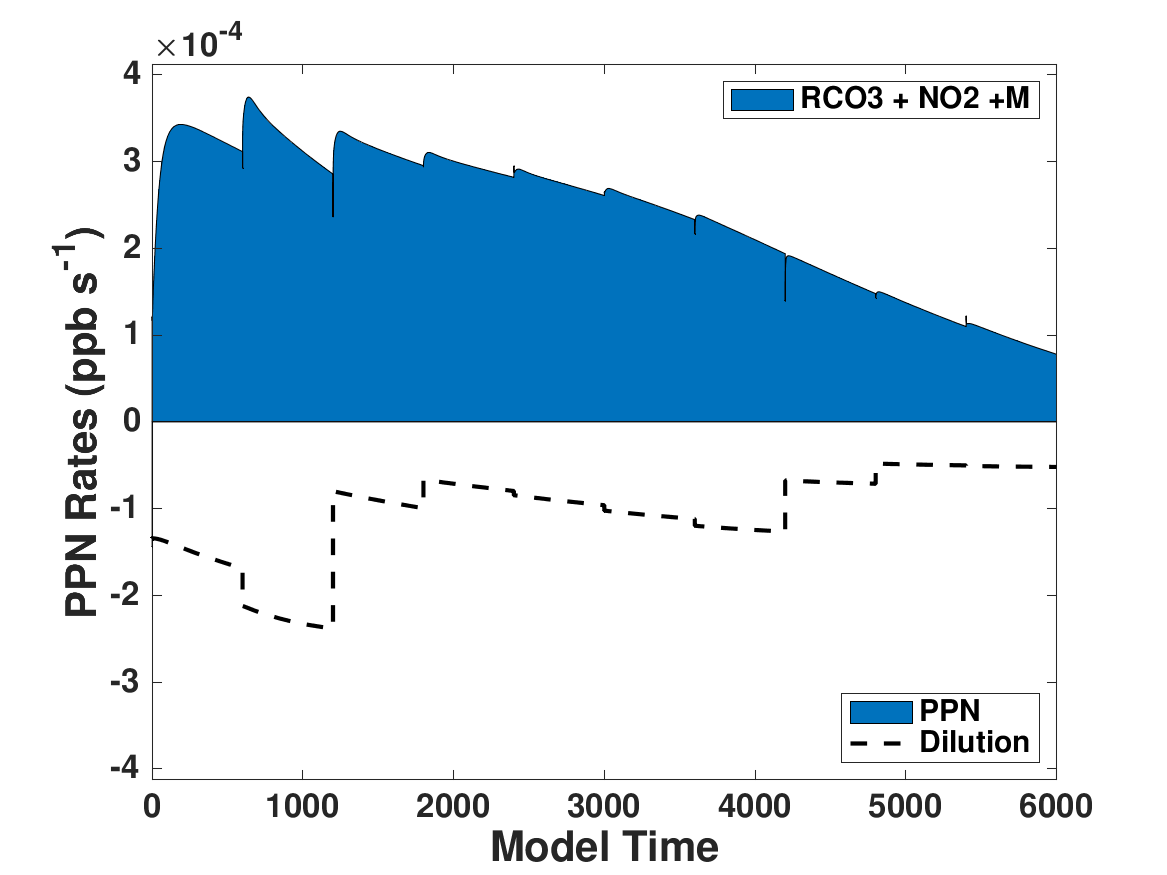 ×10⁻⁴
4
3
2
1
0
-1
-2
-3
-4
PPN Rates (ppb s⁻¹)
RCO3 + NO2 +M
PPN
Dilution
0 1000 2000 3000 4000 5000 6000
Model Time